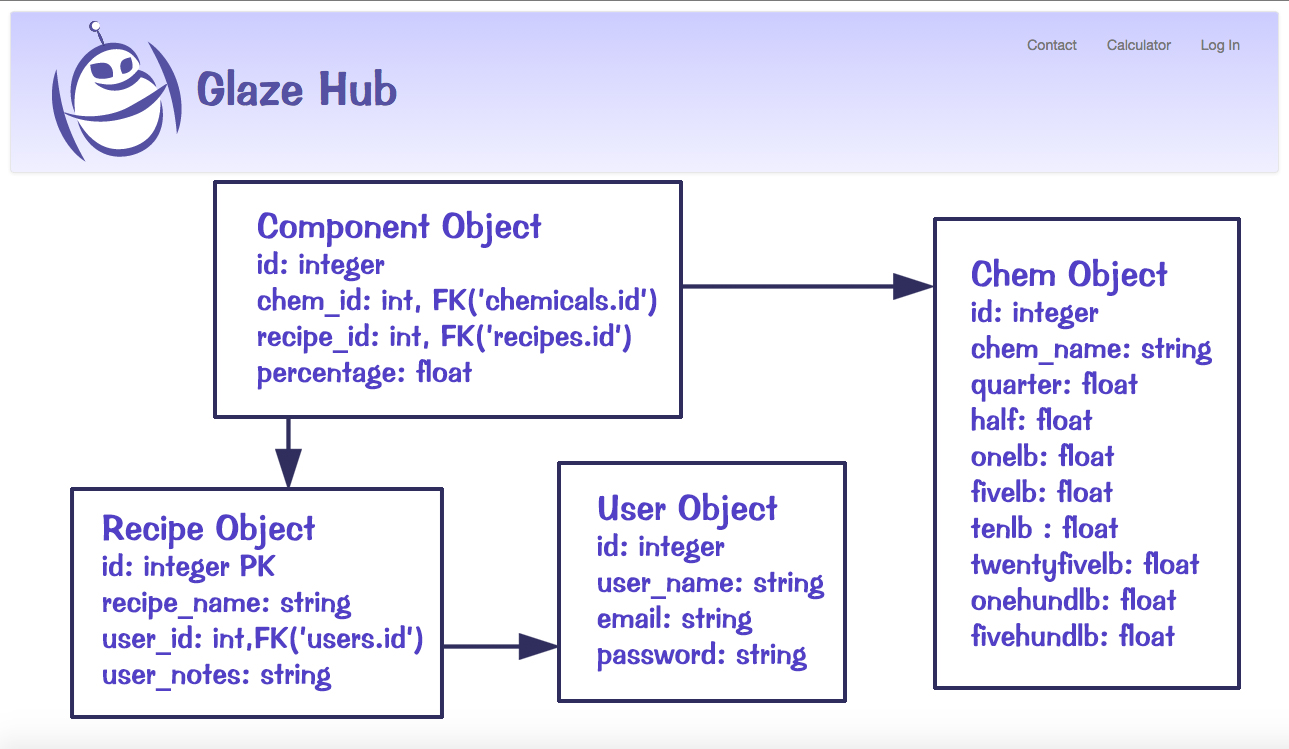 Contact Calculator Log In
Glaze Hub
Component Object
id: integer
chem_id: int, FK('chemicals.id')
recipe_id: int, FK('recipes.id')
percentage: float
Chem Object
id: integer
chem_name: string
quarter: float
half: float
onelb: float
fivelb: float
tenlb : float
twentyfivelb: float
onehundlb: float
fivehundlb: float
Recipe Object
id: integer PK
recipe_name: string
user_id: int,FK('users.id')
user_notes: string
User Object
id: integer
user_name: string
email: string
password: string